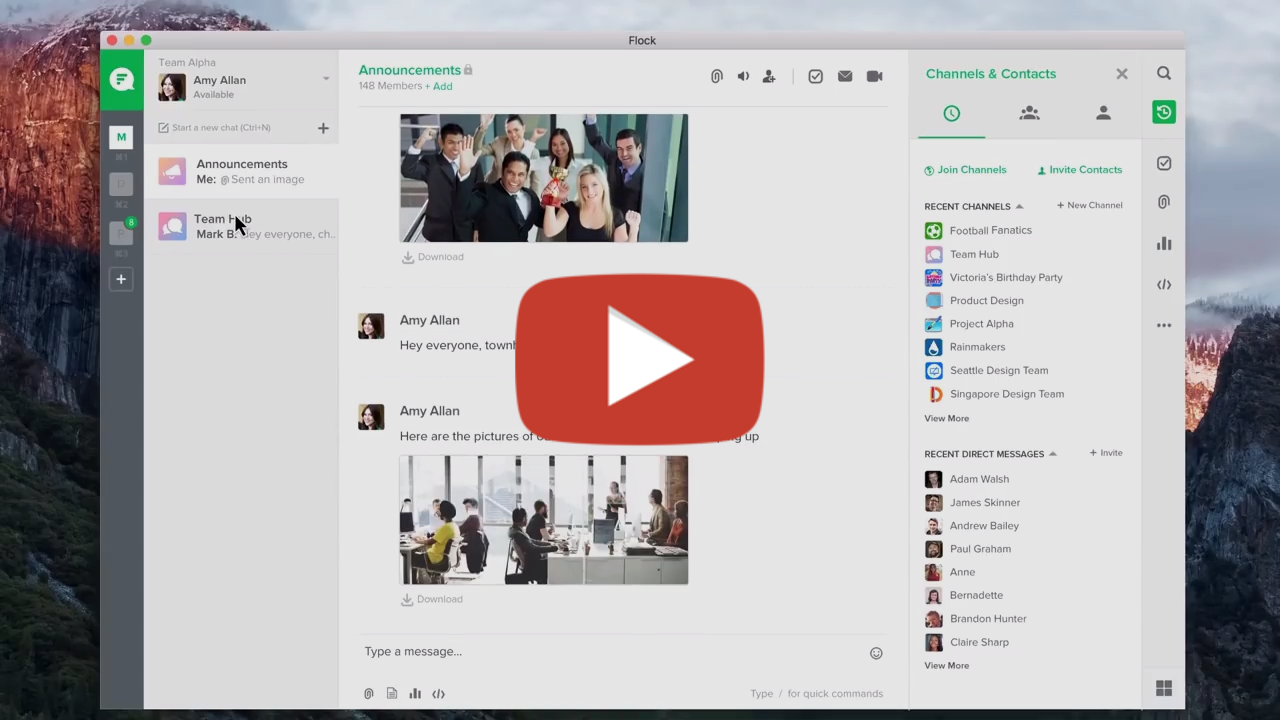 Flock
Team Alpha
Amy Allan
Available
Start a new chat (Ctrl+N)
M
⌘1
⌘2
8
⌘3
Announcements
Me: Sent an image
Team Hub
Mark B: Hey everyone, ch...
Announcements
148 Members + Add
Download
Amy Allan
Hey everyone,
Amy Allan
Here are the pictures of up
Download
Type a message...
Type / for quick commands
Channels & Contacts
Join Channels
Invite Contacts
RECENT CHANNELS
+ New Channel
Football Fanatics
Team Hub
Victoria's Birthday Party
Product Design
Project Alpha
Rainmakers
Seattle Design Team
Singapore Design Team
View More
RECENT DIRECT MESSAGES
+ Invite
Adam Walsh
James Skinner
Andrew Bailey
Paul Graham
Anne
Bernadette
Brandon Hunter
Claire Sharp
View More